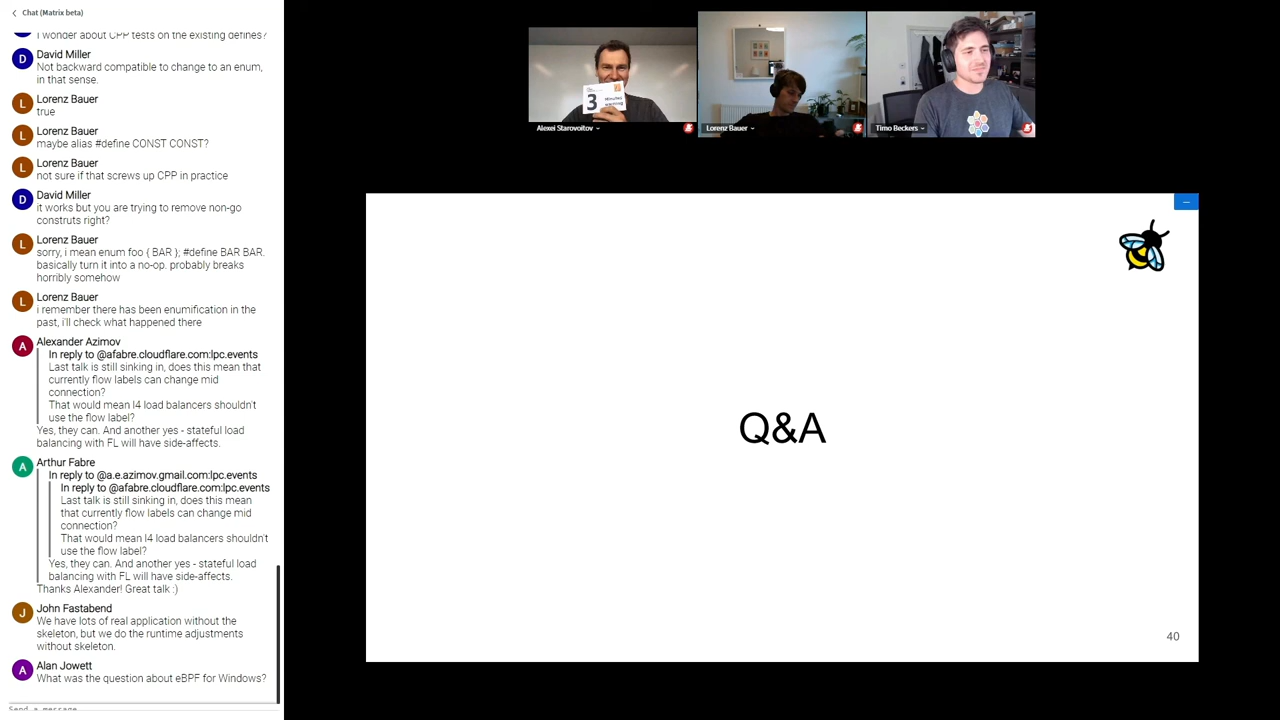 Chat (Matrix beta)
I wonder about CPP tests on the existing defines?
D
David Miller
Not backward compatible to change to an enum,
in that sense.
L
Lorenz Bauer
true
L
Lorenz Bauer
maybe alias #define CONST CONST?
L
Lorenz Bauer
not sure if that screws up CPP in practice
D
David Miller
it works but you are trying to remove non-go
construts right?
L
Lorenz Bauer
sorry, i mean enum foo { BAR }; #define BAR BAR.
basically turn it into a no-op. probably breaks
horribly somehow
L
Lorenz Bauer
i remember there has been enumification in the
past, i'll check what happened there
A
Alexander Azimov
In reply to @afabre.cloudflare.com:lpc.events
Last talk is still sinking in, does this mean that
currently flow labels can change mid
connection?
That would mean l4 load balancers shouldn't
use the flow label?
Yes, they can. And another yes - stateful load
balancing with FL will have side-affects.
A
Arthur Fabre
In reply to @a.e.azimov.gmail.com:lpc.events
In reply to @afabre.cloudflare.com:lpc.events
Last talk is still sinking in, does this mean
that currently flow labels can change mid
connection?
That would mean l4 load balancers shouldn't
use the flow label?
Yes, they can. And another yes - stateful load
balancing with FL will have side-affects.
Thanks Alexander! Great talk :)
J
John Fastabend
We have lots of real application without the
skeleton, but we do the runtime adjustments
without skeleton.
A
Alan Jowett
What was the question about eBPF for Windows?
Send a message
3
Alexei Starovoitov
Lorenz Bauer
Timo Beckers
Q&A
40